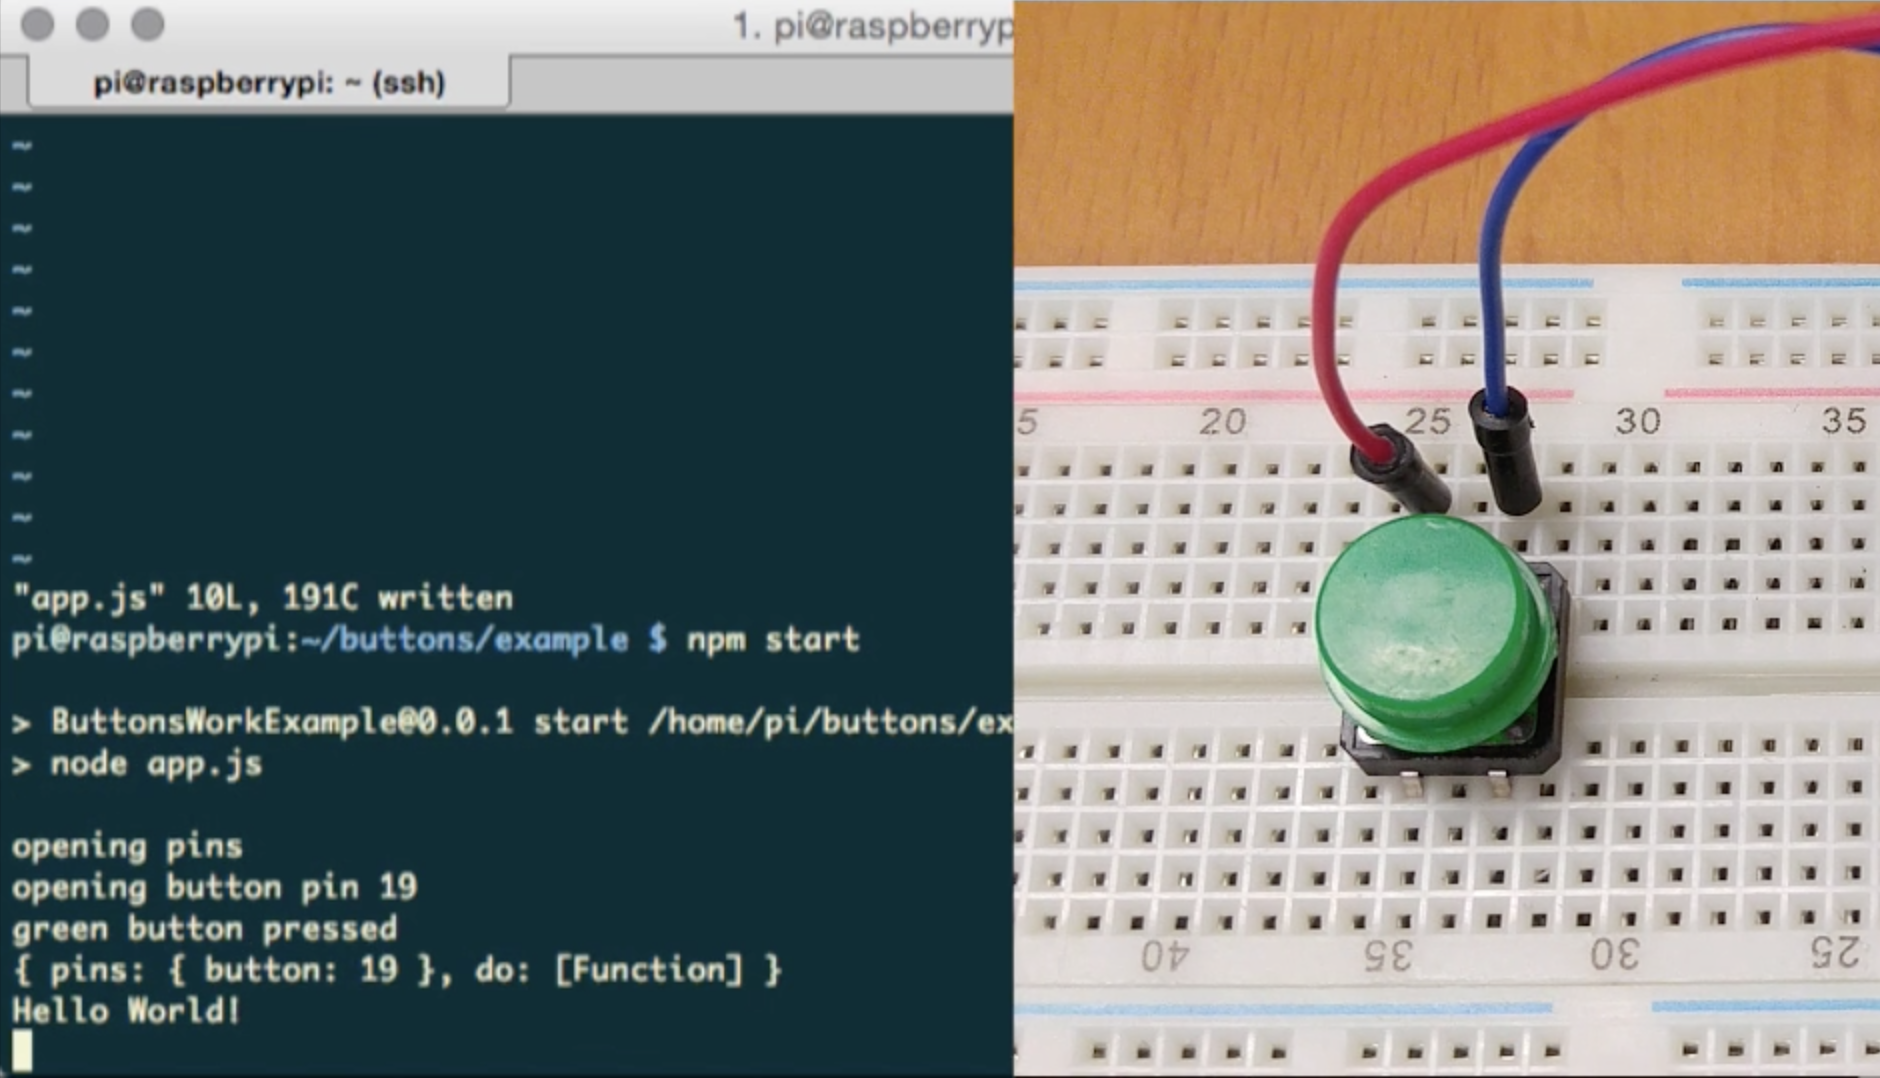 1. pi@raspberryp
pi@raspberrypi: ~ (ssh)
~
~
~
~
~
~
~
~
~
~
~
"app.js" 10L, 191C written
pi@raspberrypi:~/buttons/example $ npm start
> ButtonsWorkExample@0.0.1 start /home/pi/buttons/ex
> node app.js
opening pins
opening button pin 19
green button pressed
{ pins: { button: 19 }, do: [Function] }
Hello World!
5 20 25 30 35
40 35 30 25